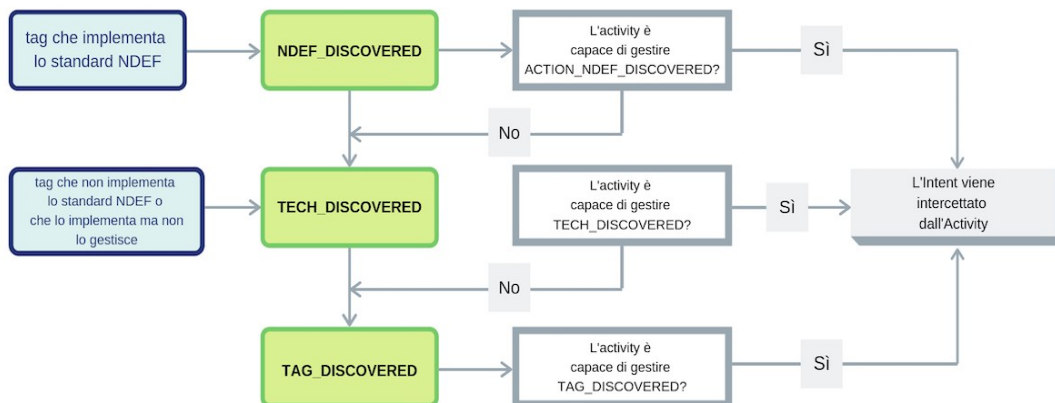 tag che implementa
lo standard NDEF
NDEF_DISCOVERED
L'activity è
capace di gestire
ACTION_NDEF_DISCOVERED?
Sì
No
tag che non implementa
lo standard NDEF o
che lo implementa ma non
lo gestisce
TECH_DISCOVERED
L'activity è
capace di gestire
TECH_DISCOVERED?
Sì
L'Intent viene
intercettato
dall'Activity
No
TAG_DISCOVERED
L'activity è
capace di gestire
TAG_DISCOVERED?
Sì